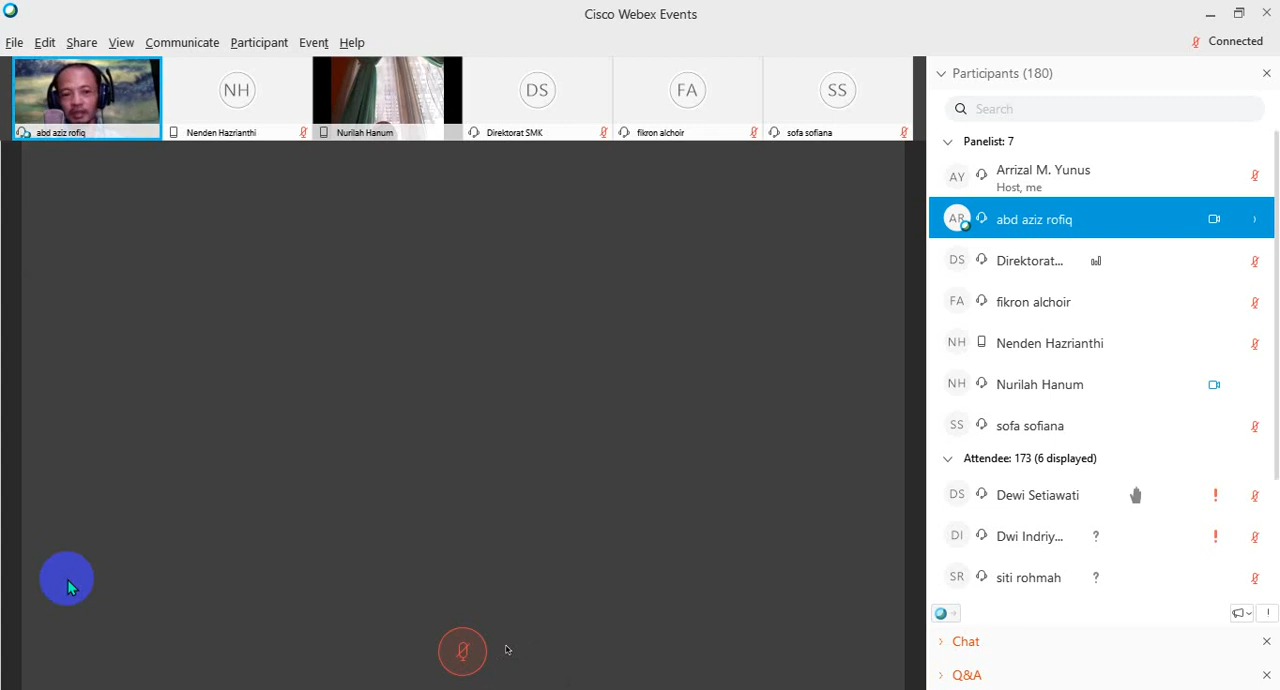 Cisco Webex Events
File Edit Share View Communicate Participant Event Help
Connected
NH
DS
FA
SS
abd aziz rofiq
Nenden Hazrianthi
Nurilah Hanum
Direktorat SMK
fikron alchoir
sofa sofiana
Participants (180)
Search
Panelist: 7
AY Arrizal M. Yunus
Host, me
AR abd aziz rofiq
DS Direktorat...
FA fikron alchoir
NH Nenden Hazrianthi
NH Nurilah Hanum
SS sofa sofiana
Attendee: 173 (6 displayed)
DS Dewi Setiawati !
DI Dwi Indriy... ? !
SR siti rohmah ?
!
Chat
Q&A